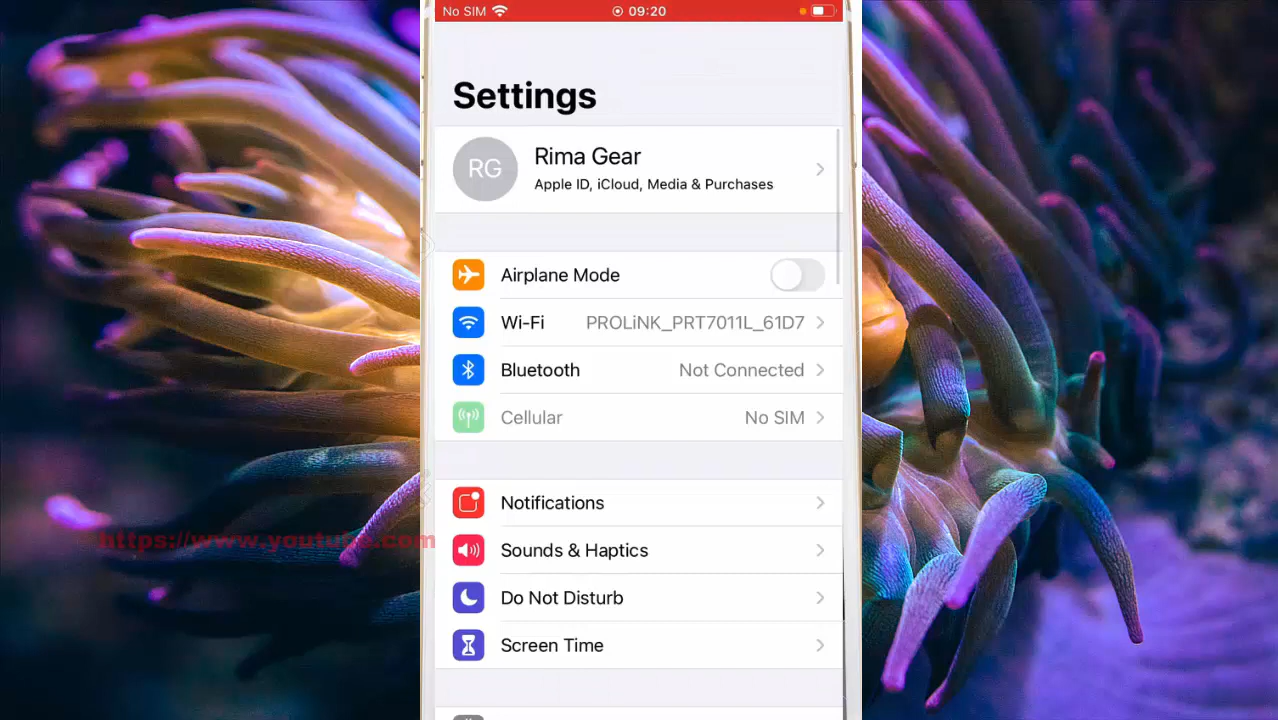 No SIM 09:20
Settings
RG
Rima Gear
Apple ID, iCloud, Media & Purchases
Airplane Mode
Wi-Fi PROLiNK_PRT7011L_61D7
Bluetooth Not Connected
Cellular No SIM
Notifications
Sounds & Haptics
https://www.youtube.com
Do Not Disturb
Screen Time